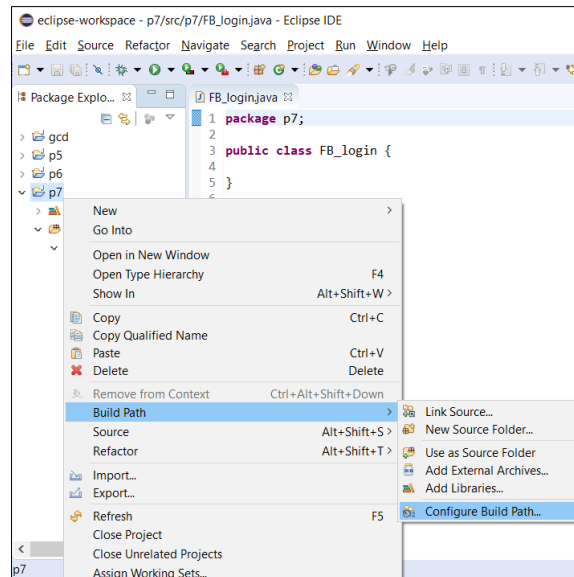 eclipse-workspace - p7/src/p7/FB_login.java - Eclipse IDE
File Edit Source Refactor Navigate Search Project Run Window Help
Package Explo... FB_login.java
1 package p7;
2
3 public class FB_login {
4
5 }
6
gcd
p5
p6
p7
New
Go Into
Open in New Window
Open Type Hierarchy F4
Show In Alt+Shift+W >
Copy Ctrl+C
Copy Qualified Name
Paste Ctrl+V
Delete Delete
Remove from Context Ctrl+Alt+Shift+Down
Build Path
Source Alt+Shift+S >
Refactor Alt+Shift+T >
Import...
Export...
Refresh F5
Close Project
Close Unrelated Projects
Assign Working Sets...
Link Source...
New Source Folder...
Use as Source Folder
Add External Archives...
Add Libraries...
Configure Build Path...
p7